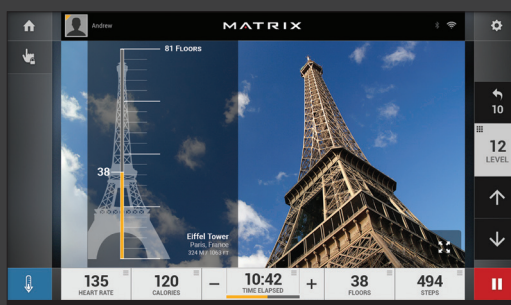 Andrew
MATRIX
81 FLOORS
10
12
LEVEL
38
Eiffel Tower
Paris, France
324 M / 1063 FT
135
HEART RATE
120
CALORIES
−
10:42
TIME ELAPSED
+
38
FLOORS
494
STEPS